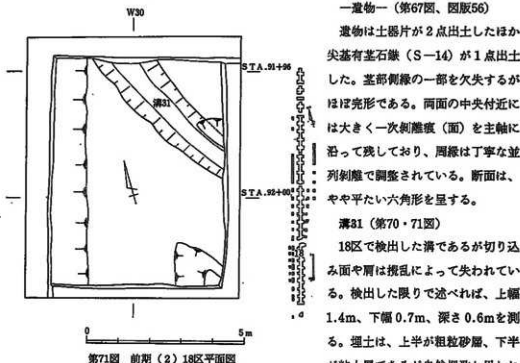 W30
STA.91+96
溝31
STA.92+00
18
0
5m
第71図 前期(2)18区平面図
―遺物―(第67図、図版56)
遺物は土器片が2点出土したほか
尖基有茎石鏃(S―14)が1点出土
した。茎部側縁の一部を欠失するが
ほぼ完形である。両面の中央付近に
は大きく一次剝離痕(面)を主軸に
沿って残しており、周縁は丁寧な並
列剝離で調整されている。断面は、
やや平たい六角形を呈する。
溝31(第70・71図)
18区で検出した溝であるが切り込
み面や肩は攪乱によって失われてい
る。検出した限りで述べれば、上幅
1.4m、下幅0.7m、深さ0.6mを測
る。埋土は、上半が粗粒砂層、下半